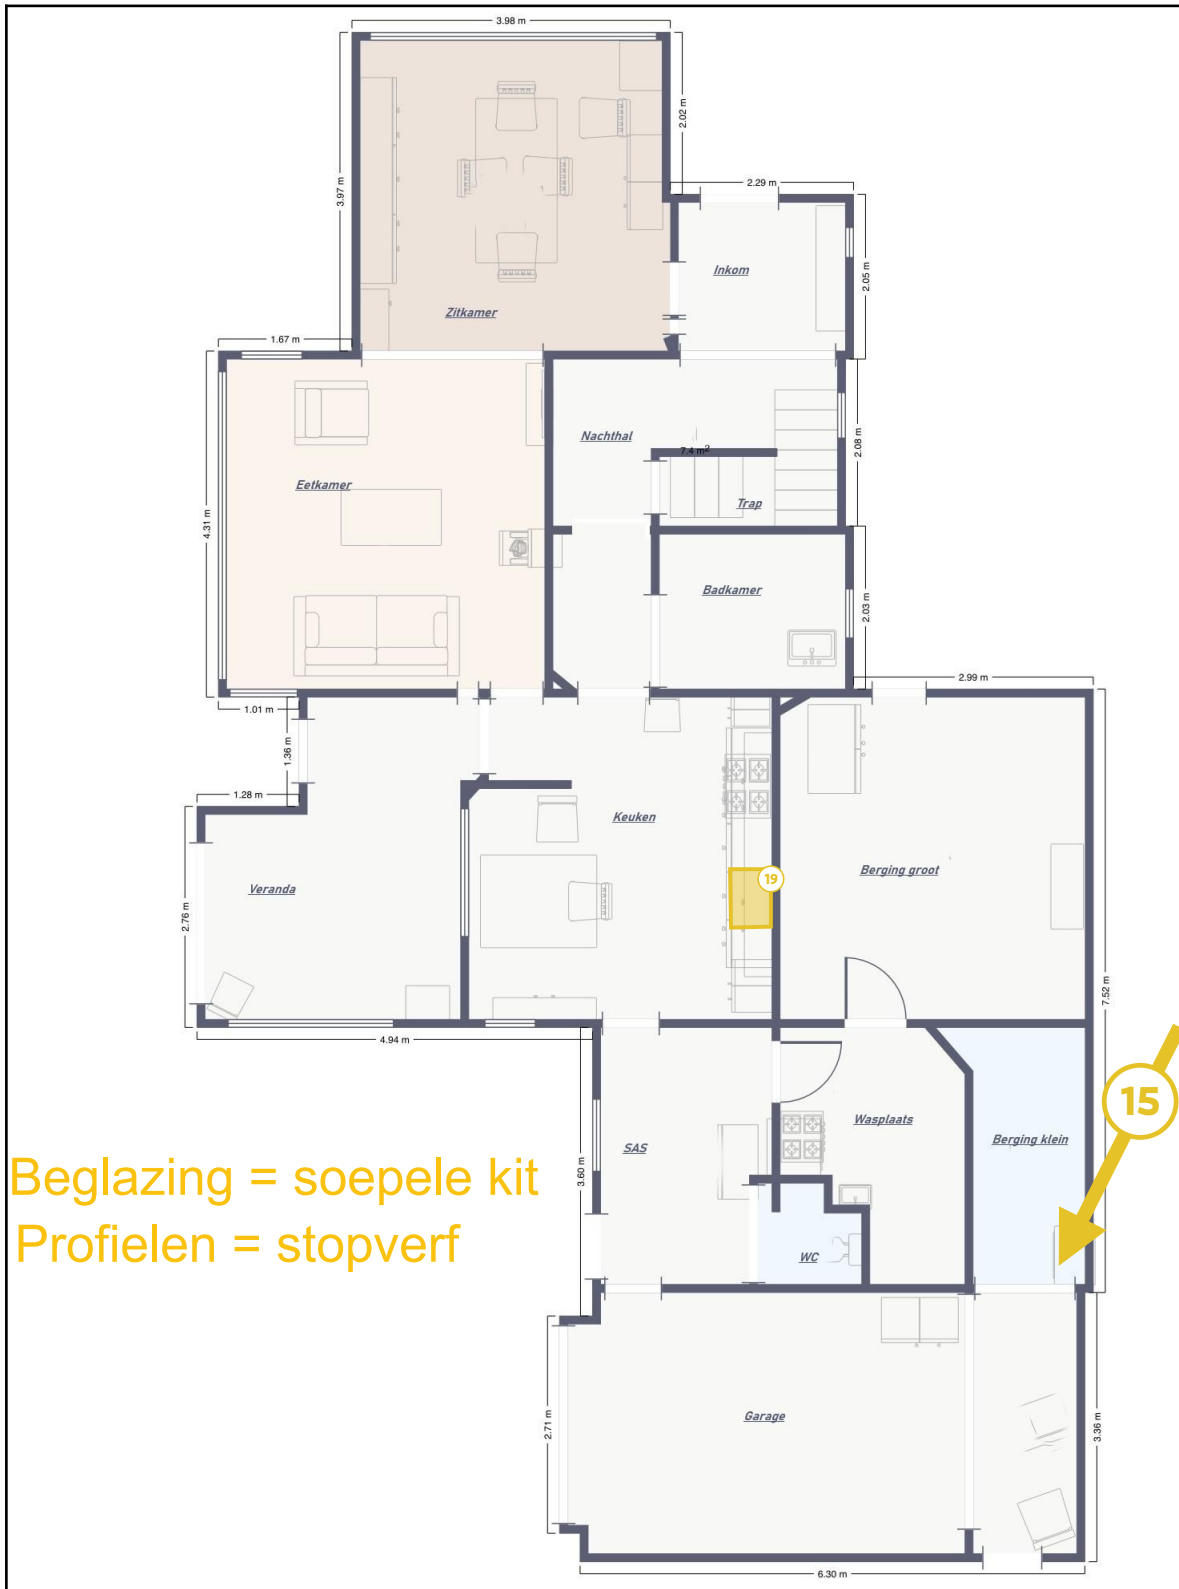 3.98 m
3.97 m
2.02 m
2.29 m
Inkom
2.05 m
Zitkamer
1.67 m
Nachthal
7.4 m²
2.08 m
Eetkamer
Trap
4.31 m
Badkamer
2.03 m
2.99 m
1.01 m
1.36 m
1.28 m
Keuken
19
Berging groot
Veranda
2.76 m
7.52 m
4.94 m
15
Wasplaats
Berging klein
SAS
3.60 m
Beglazing = soepele kit
Profielen = stopverf
WC
Garage
2.71 m
3.36 m
6.30 m